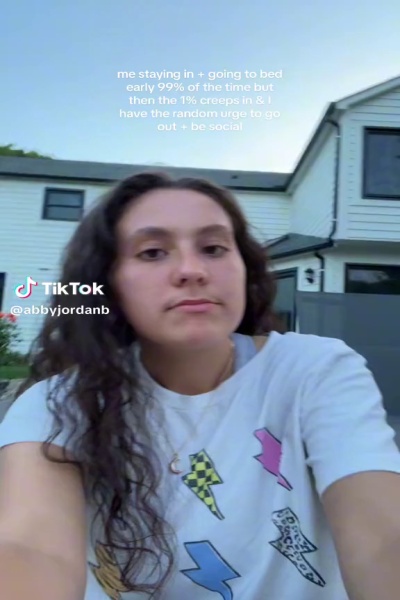 me staying in + going to bed
early 99% of the time but
then the 1% creeps in & I
have the random urge to go
out + be social
TikTok
@abbyjordanb